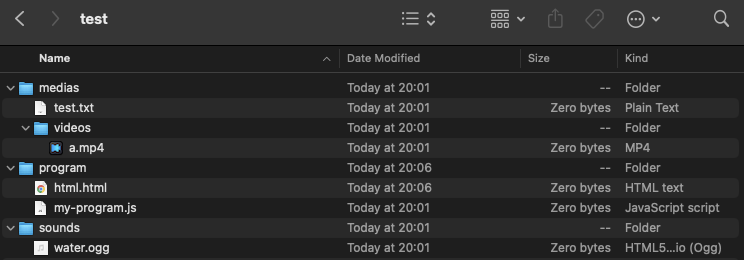 test
Name Date Modified Size Kind
medias Today at 20:01 -- Folder
test.txt Today at 20:01 Zero bytes Plain Text
videos Today at 20:01 -- Folder
a.mp4 Today at 20:01 Zero bytes MP4
program Today at 20:06 -- Folder
html.html Today at 20:06 Zero bytes HTML text
my-program.js Today at 20:01 Zero bytes JavaScript script
sounds Today at 20:01 -- Folder
water.ogg Today at 20:01 Zero bytes HTML5...io (Ogg)